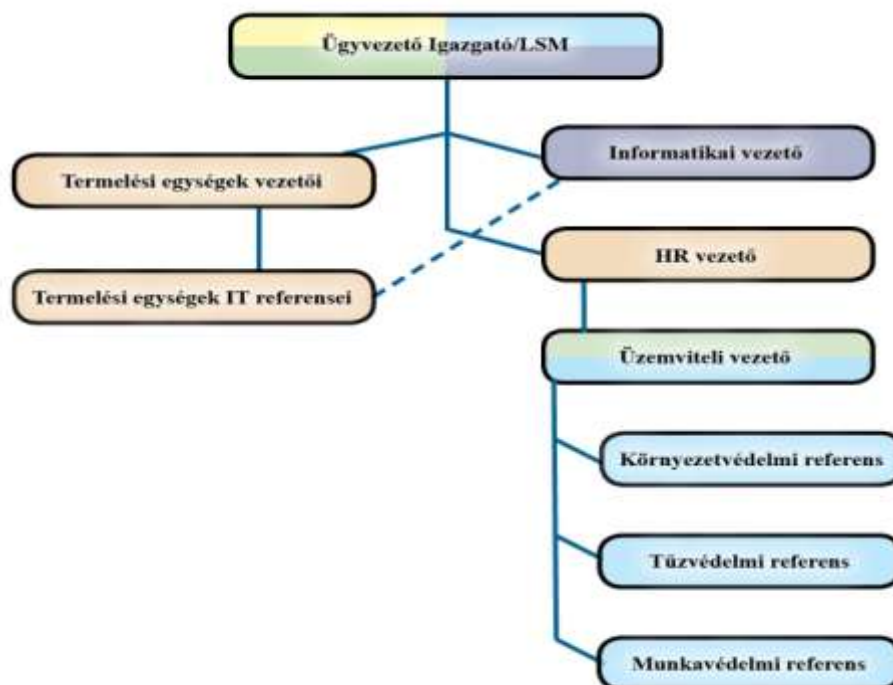 Ügyvezető Igazgató/LSM
Informatikai vezető
Termelési egységek vezetői
HR vezető
Termelési egységek IT referensei
Üzemviteli vezető
Környezetvédelmi referens
Tűzvédelmi referens
Munkavédelmi referens